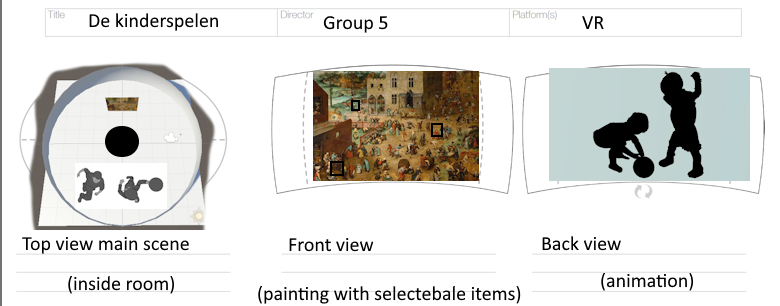 Title De kinderspelen Director Group 5 Platform(s) VR
Top view main scene
(inside room)
Front view
(painting with selectebale items)
Back view
(animation)